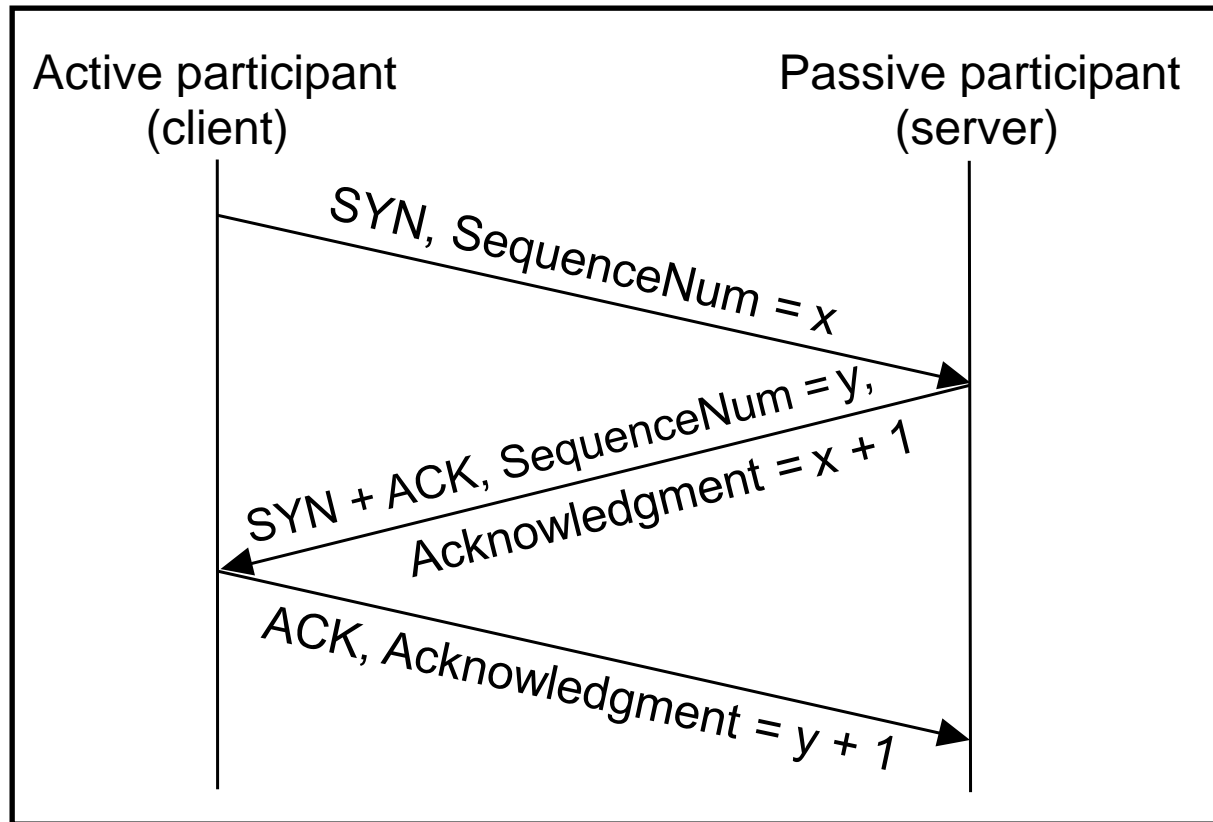 Active participant
(client)
Passive participant
(server)
SYN, SequenceNum = x
SYN + ACK, SequenceNum = y,
Acknowledgment = x + 1
ACK, Acknowledgment = y + 1